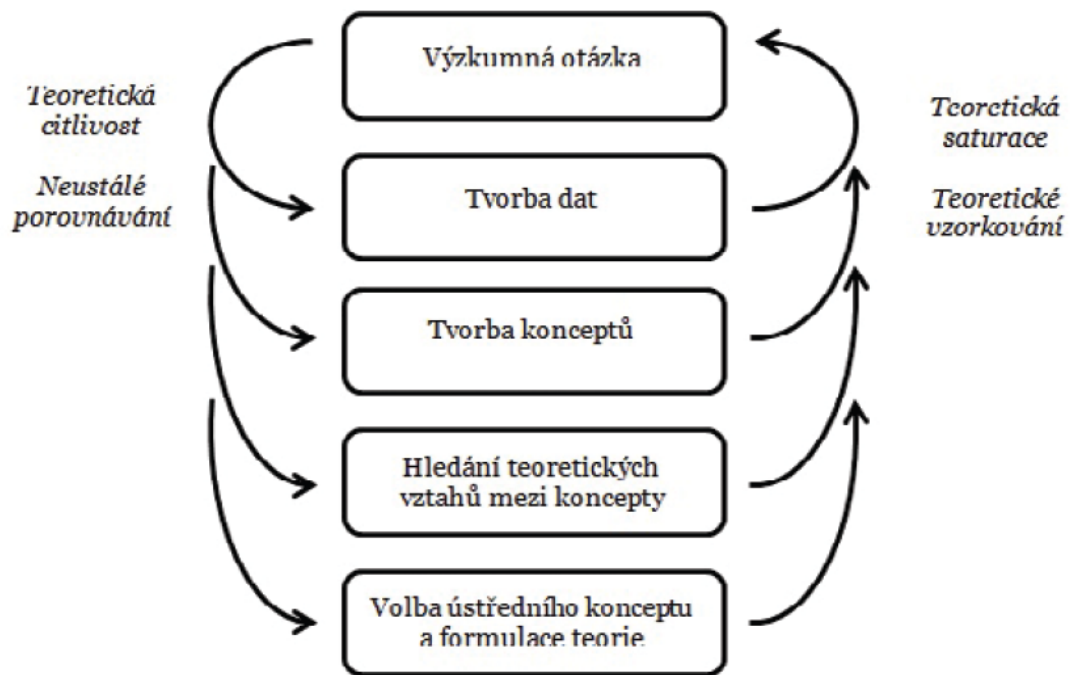 Výzkumná otázka
Teoretická
citlivost
Neustálé
porovnávání
Teoretická
saturace
Teoretické
vzorkování
Tvorba dat
Tvorba konceptů
Hledání teoretických
vztahů mezi koncepty
Volba ústředního konceptu
a formulace teorie